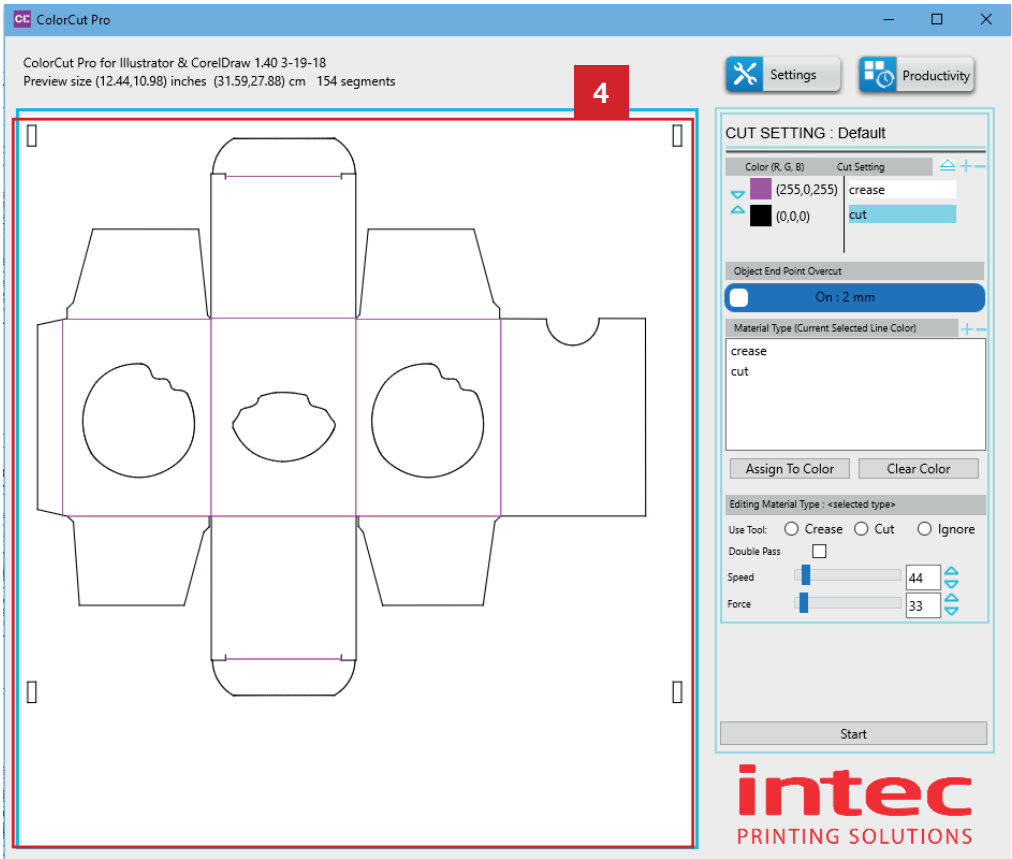 CE ColorCut Pro
ColorCut Pro for Illustrator & CorelDraw 1.40 3-19-18
Preview size (12.44,10.98) inches (31.59,27.88) cm 154 segments
Settings
Productivity
4
CUT SETTING : Default
Color (R, G, B) Cut Setting
(255,0,255) crease
(0,0,0) cut
Object End Point Overcut
On : 2 mm
Material Type (Current Selected Line Color)
crease
cut
Assign To Color Clear Color
Editing Material Type : <selected type>
Use Tool: Crease Cut Ignore
Double Pass
Speed 44
Force 33
Start
intec
PRINTING SOLUTIONS